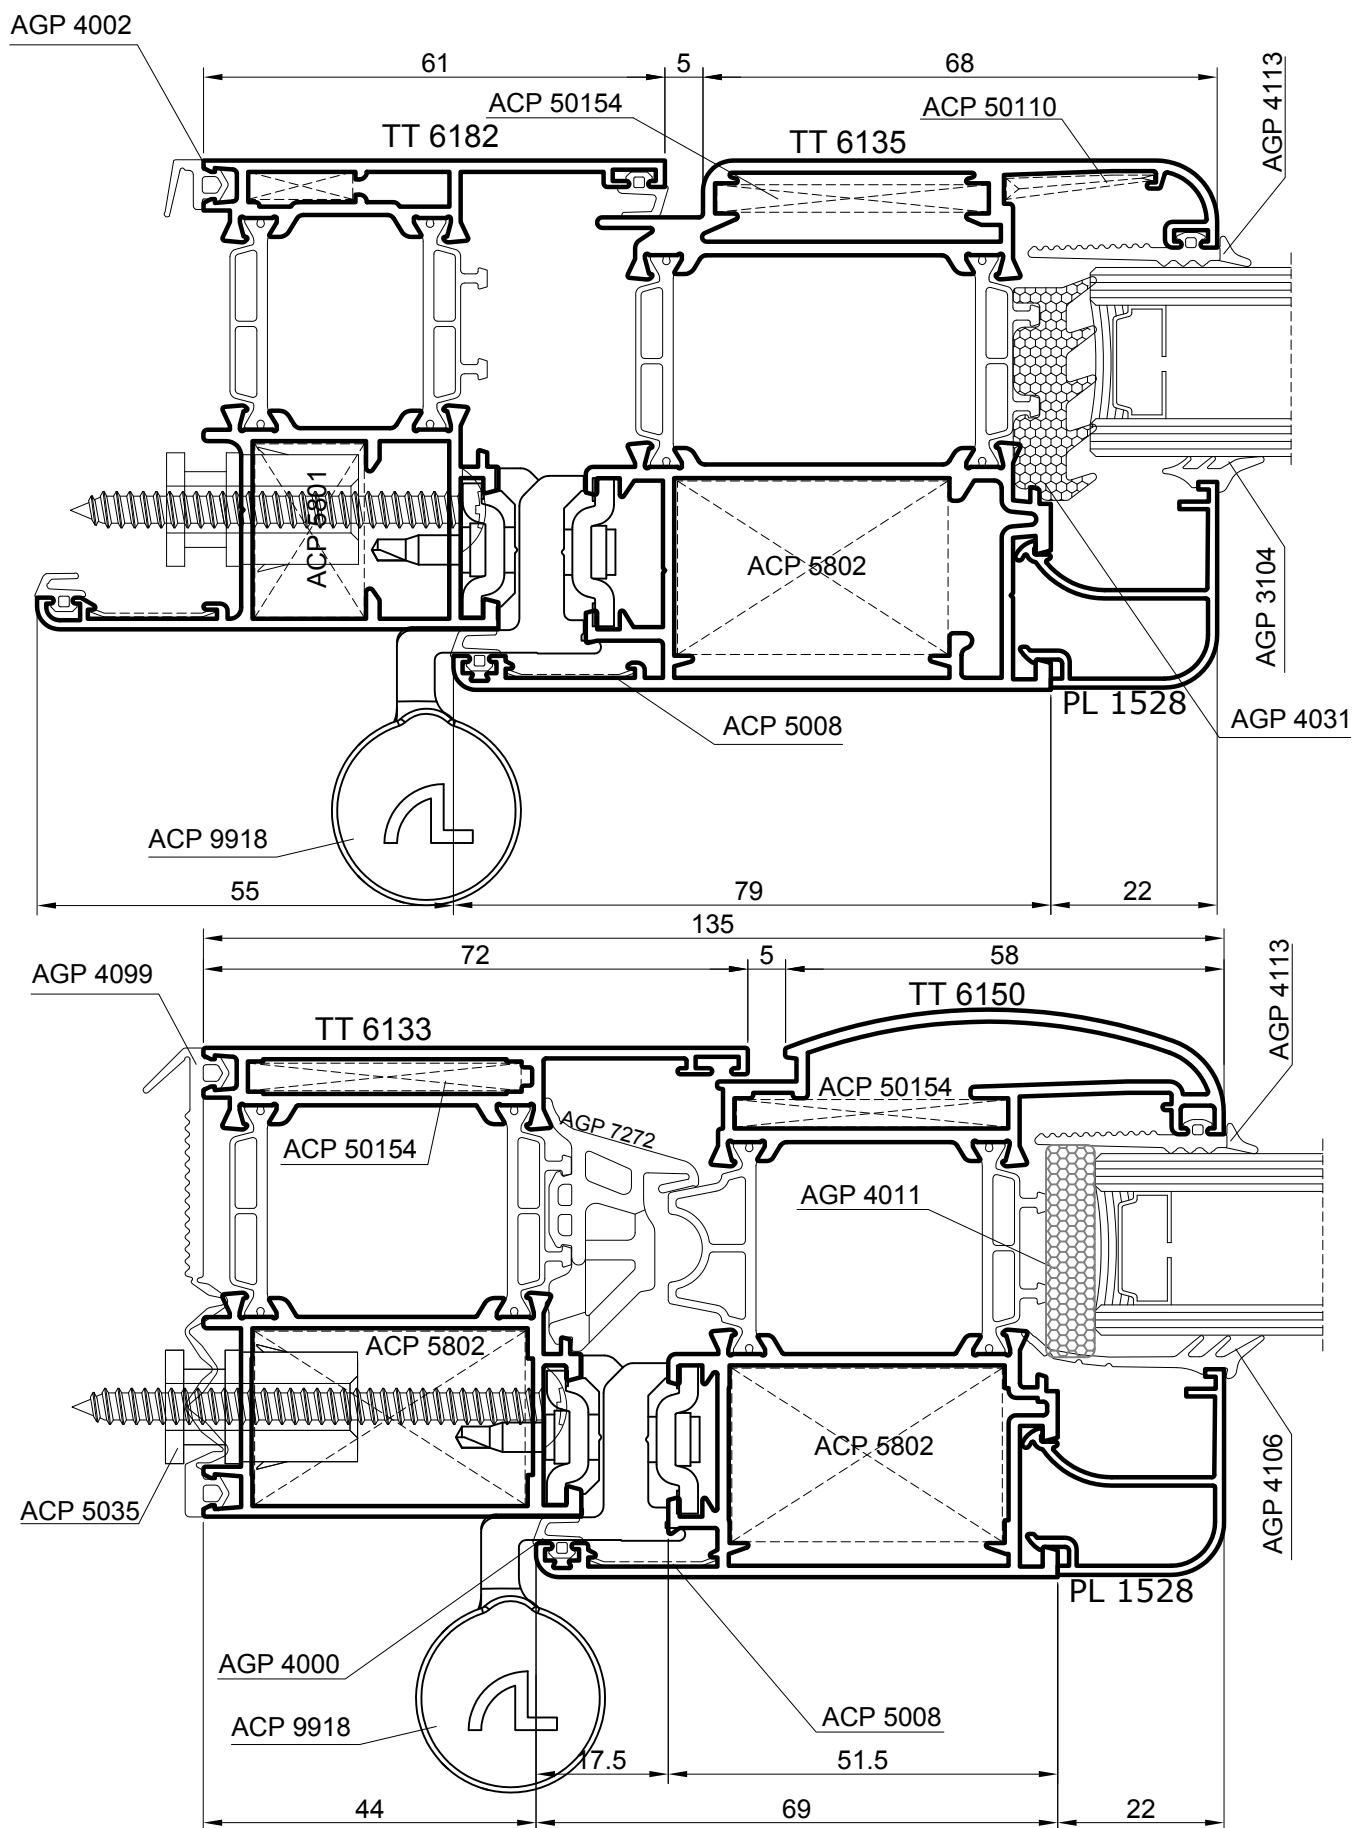 AGP 4002
61
5
68
AGP 4113
ACP 50154
ACP 50110
TT 6182
TT 6135
ACP 5801
ACP 5802
AGP 3104
PL 1528
AGP 4031
ACP 5008
ACP 9918
55
79
22
135
72
5
58
AGP 4099
AGP 4113
TT 6133
TT 6150
ACP 50154
AGP 7272
ACP 50154
AGP 4011
ACP 5802
ACP 5802
ACP 5035
AGP 4106
PL 1528
AGP 4000
ACP 9918
ACP 5008
17.5
51.5
44
69
22